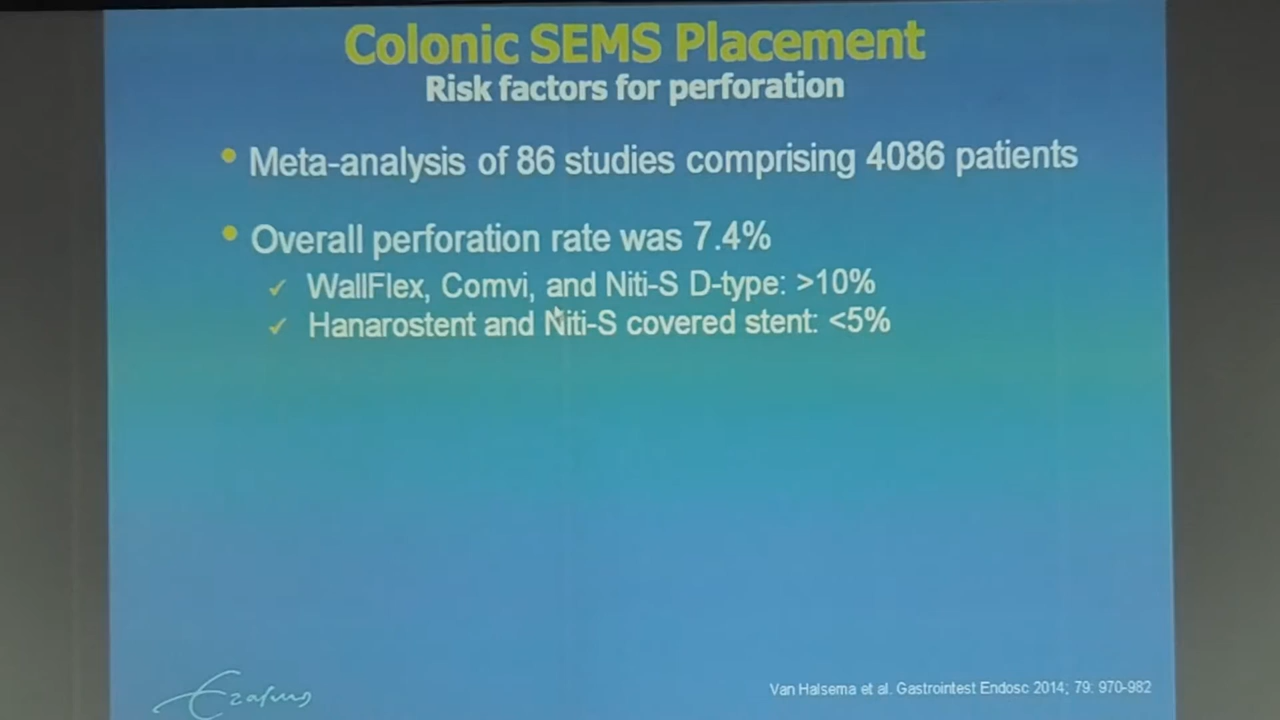 Colonic SEMS Placement
Risk factors for perforation
• Meta-analysis of 86 studies comprising 4086 patients
• Overall perforation rate was 7.4%
✓ WallFlex, Comvi, and Niti-S D-type: >10%
✓ Hanarostent and Niti-S covered stent: <5%
Erasmus
Van Halsema et al. Gastrointest Endosc 2014; 79: 970-982